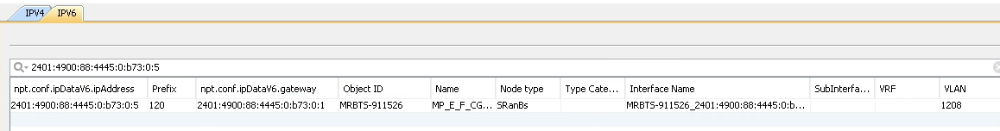 IPV4 IPV6
2401:4900:88:4445:0:b73:0:5
npt.conf.ipDataV6.ipAddress Prefix npt.conf.ipDataV6.gateway Object ID Name Node type Type Cate... Interface Name SubInterfa... VRF VLAN
2401:4900:88:4445:0:b73:0:5 120 2401:4900:88:4445:0:b73:0:1 MRBTS-911526 MP_E_F_CG... SRanBs MRBTS-911526_2401:4900:88:4445:0:b... 1208